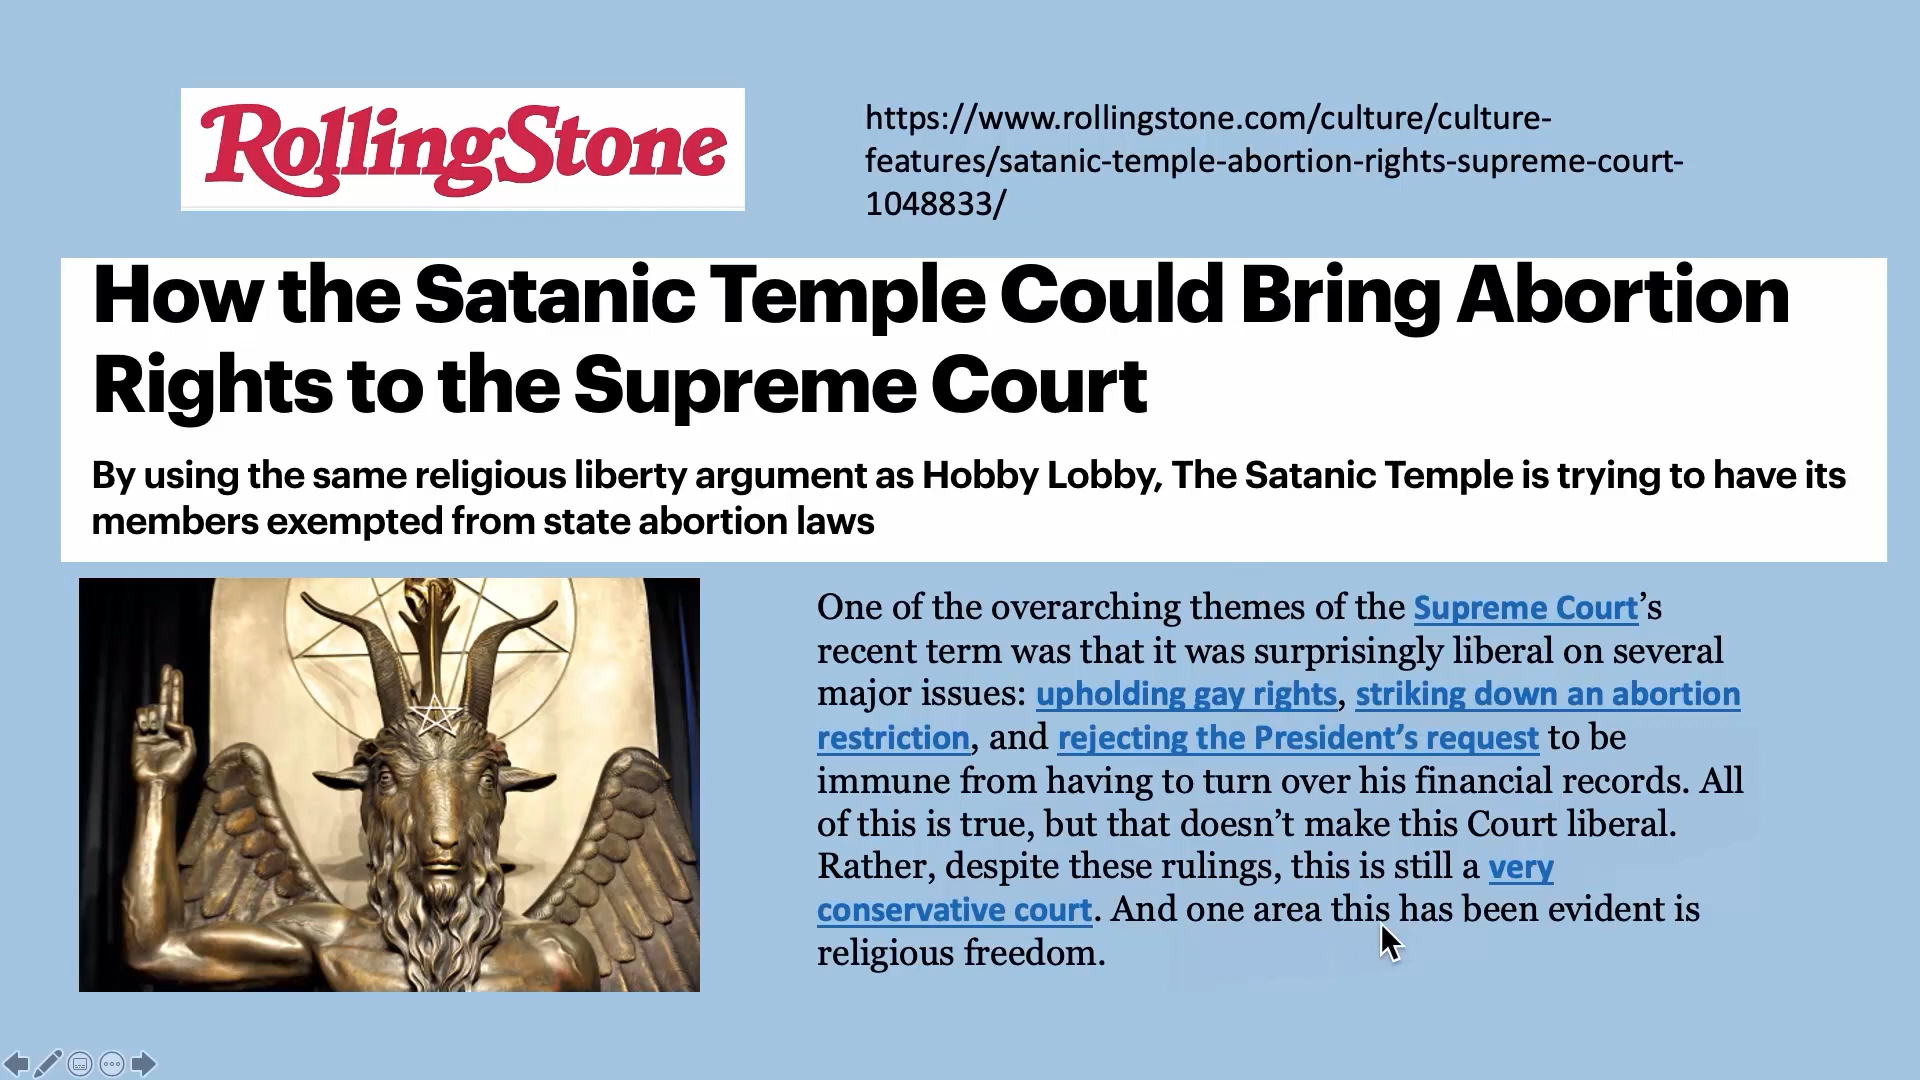 RollingStone
https://www.rollingstone.com/culture/culture-
features/satanic-temple-abortion-rights-supreme-court-
1048833/
How the Satanic Temple Could Bring Abortion
Rights to the Supreme Court
By using the same religious liberty argument as Hobby Lobby, The Satanic Temple is trying to have its
members exempted from state abortion laws
One of the overarching themes of the Supreme Court’s
recent term was that it was surprisingly liberal on several
major issues: upholding gay rights, striking down an abortion
restriction, and rejecting the President’s request to be
immune from having to turn over his financial records. All
of this is true, but that doesn’t make this Court liberal.
Rather, despite these rulings, this is still a very
conservative court. And one area this has been evident is
religious freedom.